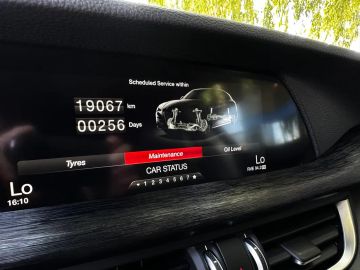 Scheduled Service within
19067 km
00256 Days
Tyres Maintenance Oil Level
CAR STATUS
1 2 3 4 5 6 7
Lo Lo
16:10